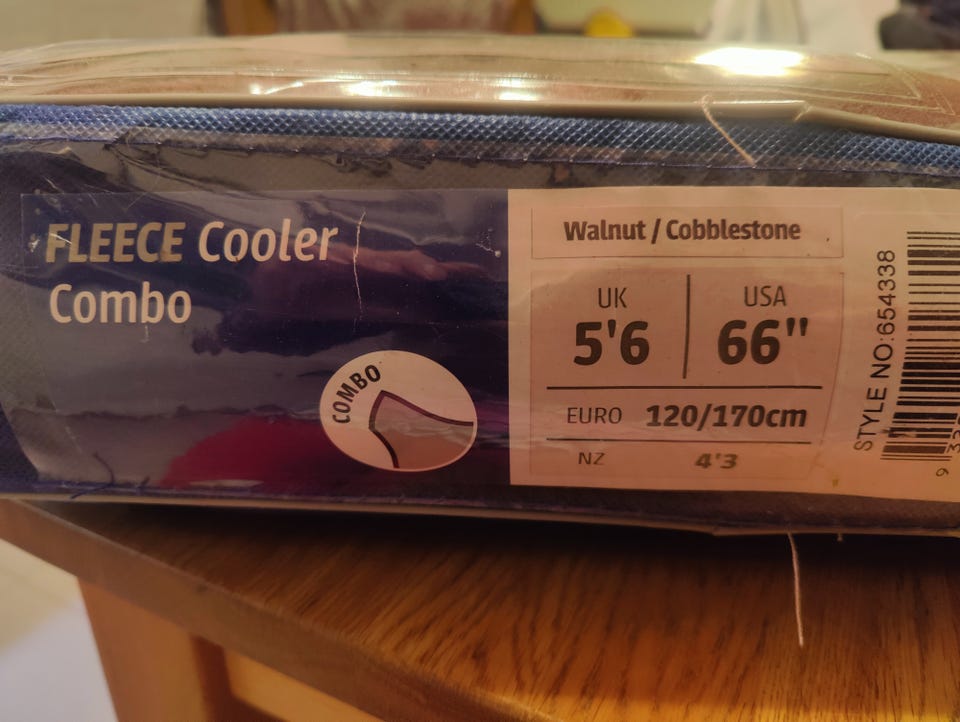 FLEECE Cooler
Combo
COMBO
Walnut / Cobblestone
UK
5'6
USA
66"
EURO 120/170cm
NZ 4'3
STYLE NO:654338